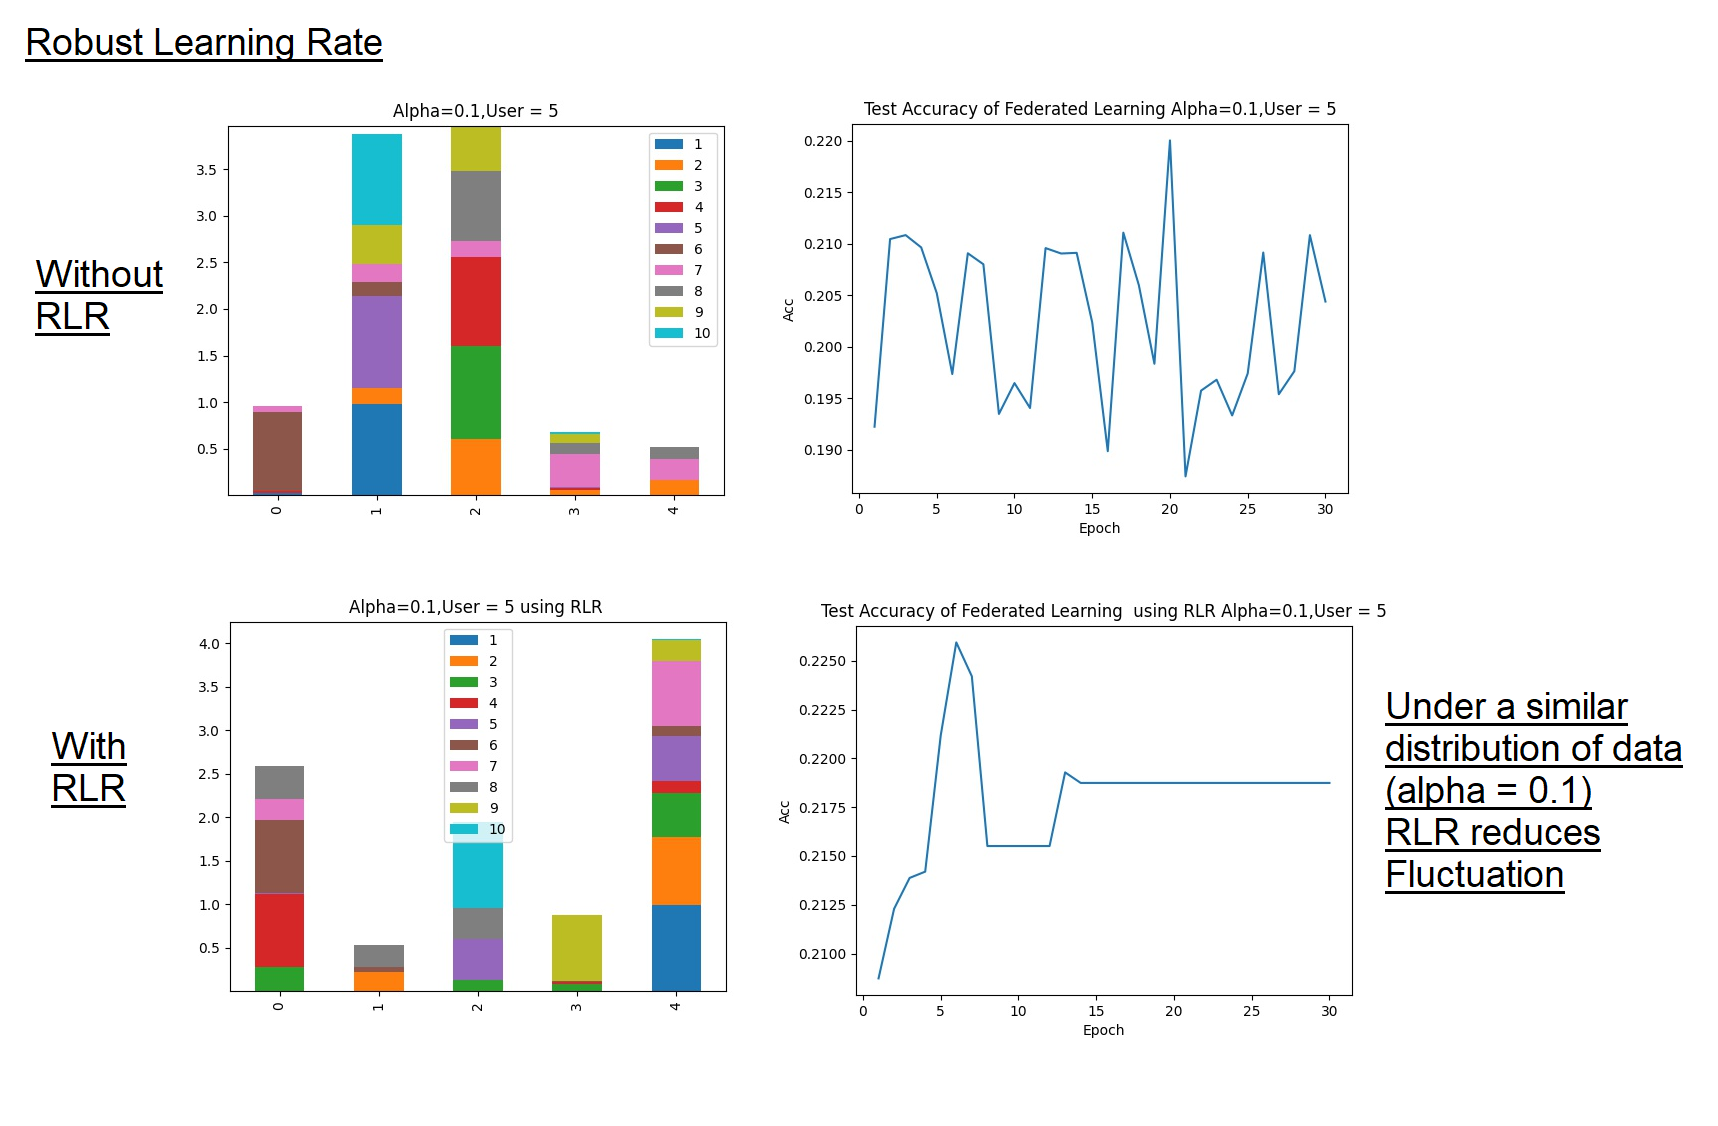 Robust Learning Rate
Without
RLR
Alpha=0.1,User = 5
3.5
3.0
2.5
2.0
1.5
1.0
0.5
1
2
3
4
5
6
7
8
9
10
0
1
2
3
4
Test Accuracy of Federated Learning Alpha=0.1,User = 5
0.220
0.215
0.210
0.205
0.200
0.195
0.190
Acc
0 5 10 15 20 25 30
Epoch
With
RLR
Alpha=0.1,User = 5 using RLR
4.0
3.5
3.0
2.5
2.0
1.5
1.0
0.5
1
2
3
4
5
6
7
8
9
10
0
1
2
3
4
Test Accuracy of Federated Learning  using RLR Alpha=0.1,User = 5
0.2250
0.2225
0.2200
0.2175
0.2150
0.2125
0.2100
Acc
0 5 10 15 20 25 30
Epoch
Under a similar
distribution of data
(alpha = 0.1)
RLR reduces
Fluctuation